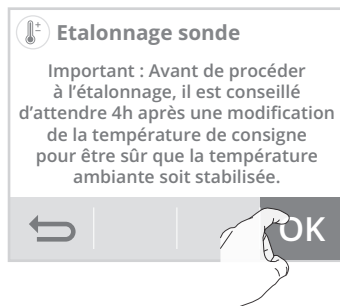 Etalonnage sonde
Important : Avant de procéder
à l’étalonnage, il est conseillé
d’attendre 4h après une modification
de la température de consigne
pour être sûr que la température
ambiante soit stabilisée.
OK